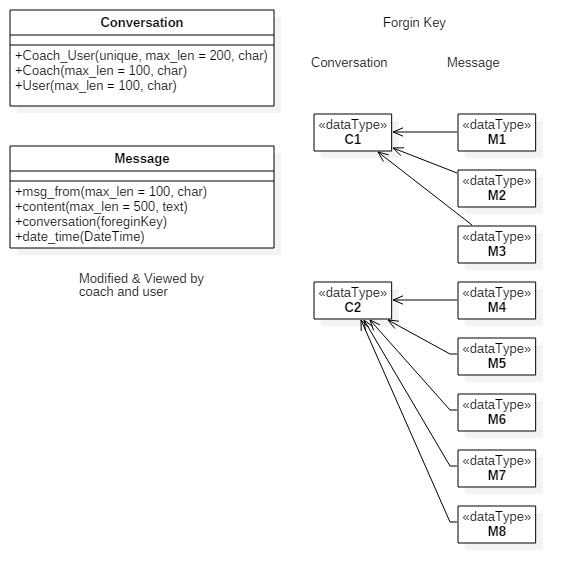 Conversation
+Coach_User(unique, max_len = 200, char)
+Coach(max_len = 100, char)
+User(max_len = 100, char)
Message
+msg_from(max_len = 100, char)
+content(max_len = 500, text)
+conversation(foreginKey)
+date_time(DateTime)
Modified & Viewed by
coach and user
Forgin Key
Conversation
Message
«dataType»
C1
«dataType»
M1
«dataType»
M2
«dataType»
M3
«dataType»
C2
«dataType»
M4
«dataType»
M5
«dataType»
M6
«dataType»
M7
«dataType»
M8